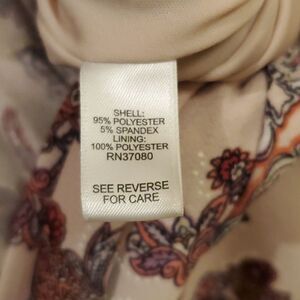 SHELL:
95% POLYESTER
5% SPANDEX
LINING:
100% POLYESTER
RN37080
SEE REVERSE
FOR CARE